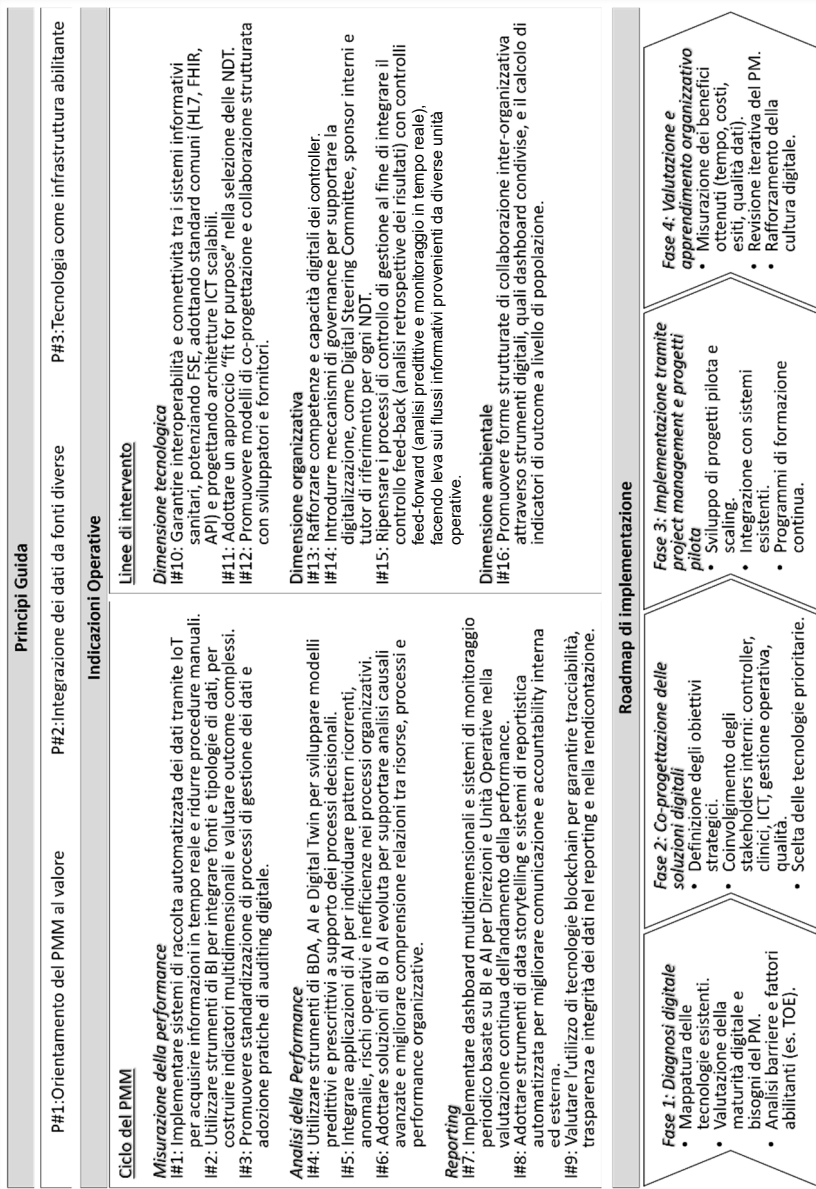 Principi Guida
P#1:Orientamento del PMM al valore
P#2:Integrazione dei dati da fonti diverse
P#3:Tecnologia come infrastruttura abilitante
Indicazioni Operative
Ciclo del PMM
Misurazione della performance
I#1: Implementare sistemi di raccolta automatizzata dei dati tramite IoT
per acquisire informazioni in tempo reale e ridurre procedure manuali.
I#2: Utilizzare strumenti di BI per integrare fonti e tipologie di dati, per
costruire indicatori multidimensionali e valutare outcome complessi.
I#3: Promuovere standardizzazione di processi di gestione dei dati e
adozione pratiche di auditing digitale.
Analisi della Performance
I#4: Utilizzare strumenti di BDA, AI e Digital Twin per sviluppare modelli
predittivi e prescrittivi a supporto dei processi decisionali.
I#5: Integrare applicazioni di AI per individuare pattern ricorrenti,
anomalie, rischi operativi e inefficienze nei processi organizzativi.
I#6: Adottare soluzioni di BI o AI evoluta per supportare analisi causali
avanzate e migliorare comprensione relazioni tra risorse, processi e
performance organizzative.
Reporting
I#7: Implementare dashboard multidimensionali e sistemi di monitoraggio
periodico basate su BI e AI per Direzioni e Unità Operative nella
valutazione continua dell'andamento della performance.
I#8: Adottare strumenti di data storytelling e sistemi di reportistica
automatizzata per migliorare comunicazione e accountability interna
ed esterna.
I#9: Valutare l'utilizzo di tecnologie blockchain per garantire tracciabilità,
trasparenza e integrità dei dati nel reporting e nella rendicontazione.
Linee di intervento
Dimensione tecnologica
I#10: Garantire interoperabilità e connettività tra i sistemi informativi
sanitari, potenziando FSE, adottando standard comuni (HL7, FHIR,
API) e progettando architetture ICT scalabili.
I#11: Adottare un approccio "fit for purpose" nella selezione delle NDT.
I#12: Promuovere modelli di co-progettazione e collaborazione strutturata
con sviluppatori e fornitori.
Dimensione organizzativa
I#13: Rafforzare competenze e capacità digitali dei controller.
I#14: Introdurre meccanismi di governance per supportare la
digitalizzazione, come Digital Steering Committee, sponsor interni e
tutor di riferimento per ogni NDT.
I#15: Ripensare i processi di controllo di gestione al fine di integrare il
controllo feed-back (analisi retrospettive dei risultati) con controlli
feed-forward (analisi predittive e monitoraggio in tempo reale),
facendo leva sui flussi informativi provenienti da diverse unità
operative.
Dimensione ambientale
I#16: Promuovere forme strutturate di collaborazione inter-organizzativa
attraverso strumenti digitali, quali dashboard condivise, e il calcolo di
indicatori di outcome a livello di popolazione.
Roadmap di implementazione
Fase 1: Diagnosi digitale
• Mappatura delle
tecnologie esistenti.
• Valutazione della
maturità digitale e
bisogni del PM.
• Analisi barriere e fattori
abilitanti (es. TOE).
Fase 2: Co-progettazione delle
soluzioni digitali
• Definizione degli obiettivi
strategici.
• Coinvolgimento degli
stakeholders interni: controller,
clinici, ICT, gestione operativa,
qualità.
• Scelta delle tecnologie prioritarie.
Fase 3: Implementazione tramite
project management e progetti
pilota
• Sviluppo di progetti pilota e
scaling.
• Integrazione con sistemi
esistenti.
• Programmi di formazione
continua.
Fase 4: Valutazione e
apprendimento organizzativo
• Misurazione dei benefici
ottenuti (tempo, costi,
esiti, qualità dati).
• Revisione iterativa del PM.
• Rafforzamento della
cultura digitale.